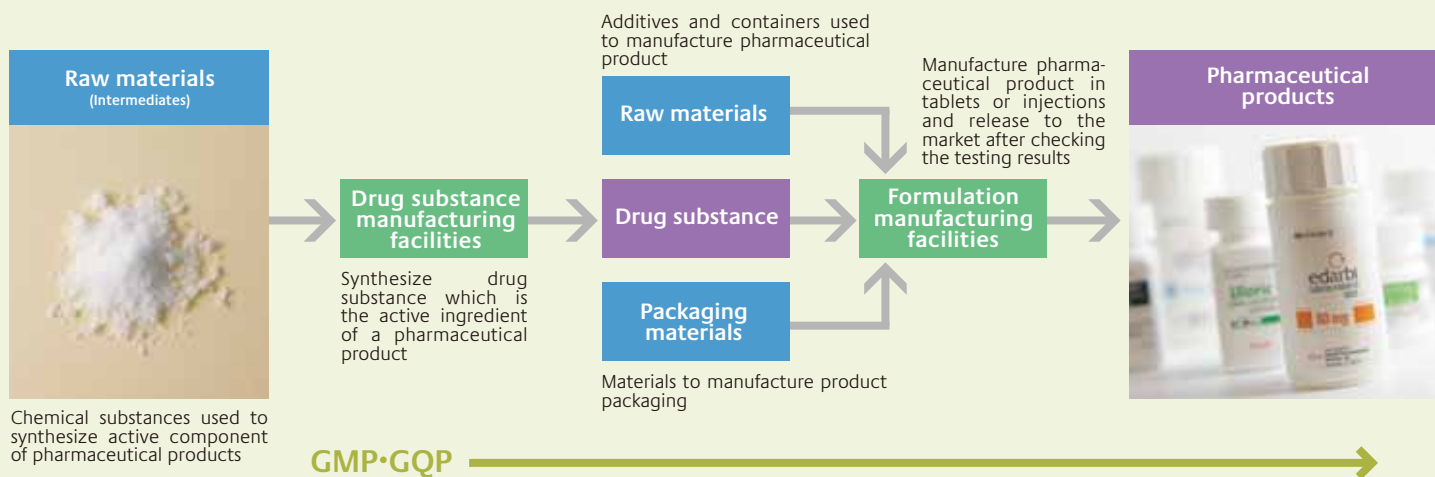 Raw materials
(Intermediates)
Chemical substances used to
synthesize active component
of pharmaceutical products
Drug substance
manufacturing
facilities
Synthesize drug
substance which is
the active ingredient
of a pharmaceutical
product
Additives and containers used
to manufacture pharmaceutical
product
Raw materials
Drug substance
Packaging
materials
Materials to manufacture product
packaging
Manufacture pharma-
ceutical product in
tablets or injections
and release to the
market after checking
the testing results
Formulation
manufacturing
facilities
Pharmaceutical
products
edarbi
80 mg
GMP•GQP